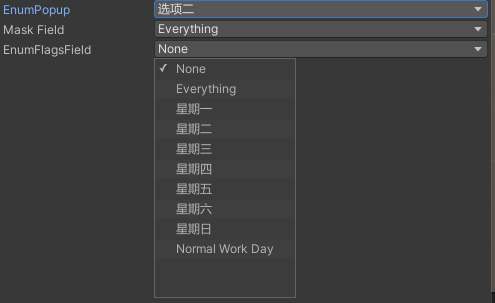 EnumPopup 选项二
Mask Field Everything
EnumFlagsField None
✓ None
Everything
星期一
星期二
星期三
星期四
星期五
星期六
星期日
Normal Work Day